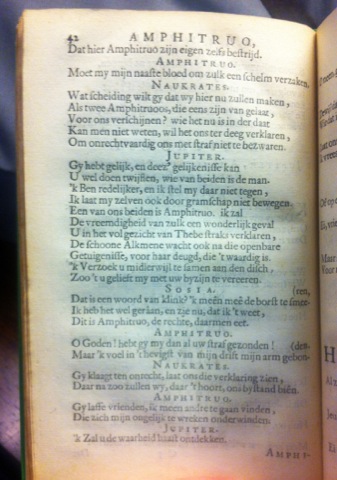 42 AMPHITRUO,
Dat hier Amphitruo zijn eigen zelfs bestrijd.
AMPHITRUO.
Moet my mijn naaste bloed om zulk een schelm verzaken.
NAUKRATES.
Wat scheiding wilt gy dat wy hier nu zullen maken,
Als twee Amphitruoos, die eens zijn van gelaat,
Voor ons verschijnen? wie het nu is in der daat
Kan men niet weten, wil het ons ter deeg verklaren,
Om onrechtvaardig ons met straf niet te bezwaren.
JUPITER.
Gy hebt gelijk, en deez' gelijkenisse kan
U wel doen twijflen, wie van beiden is de man.
'k Ben redelijker, en ik stel my daar niet tegen,
Ik laat my zelven ook door gramschap niet bewegen.
Een van ons beiden is Amphitruo. ik zal
De vreemdigheid van zulk een wonderlijk geval
U in het vol gezicht van Thebe straks verklaren,
De schoone Alkmene wacht ook na die openbare
Getuigenisse, voor haar deugd, die 't waardig is.
'k Verzoek u midlerwijl te samen aan den disch,
Zoo 't u gelieft my met uw byzijn te vereeren.
SOSIA. (ren,
Dat is een woord van klink? 'k meen mee de borst te smee-
Ik heb het wel geraan, en zie nu, dat ik 't weet,
Dit is Amphitruo, de rechte, daar men eet.
AMPHITRUO.
O Goden! hebt gy my dan al uw straf gezonden! (den.
Maar 'k voel in 't hevigst van mijn drift mijn arm gebon-
NAUKRATES.
Gy klaagt ten onrecht, laat ons die verklaring zien,
Daar na zoo zullen wy, daar 't hoort, ons bystand biên.
AMPHITRUO.
Gy laffe vrienden, ik meen andre te gaan vinden,
Die zich mijn ongelijk te wreken onderwinden
JUPITER.
'k Zal u de waarheid haast ontdekken.
AMPHI-